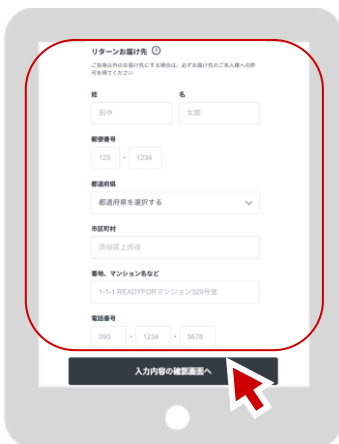 リターンお届け先 ?
ご自身以外のお届け先にする場合は、必ずお届け先のご本人様への許
可を得てください
姓 名
田中 太郎
郵便番号
123 - 1234
都道府県
都道府県を選択する
市区町村
渋谷区上渋谷
番地、マンション名など
1-1-1 READYFORマンション329号室
電話番号
090 - 1234 - 5678
入力内容の確認画面へ